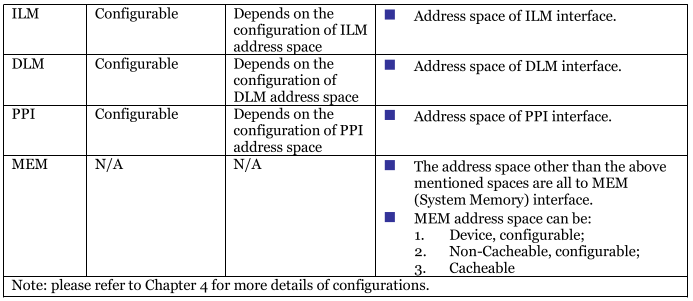 ILM Configurable Depends on the ■ Address space of ILM interface.
configuration of ILM
address space
DLM Configurable Depends on the ■ Address space of DLM interface.
configuration of
DLM address space
PPI Configurable Depends on the ■ Address space of PPI interface.
configuration of PPI
address space
MEM N/A N/A ■ The address space other than the above
mentioned spaces are all to MEM
(System Memory) interface.
■ MEM address space can be:
1. Device, configurable;
2. Non-Cacheable, configurable;
3. Cacheable
Note: please refer to Chapter 4 for more details of configurations.